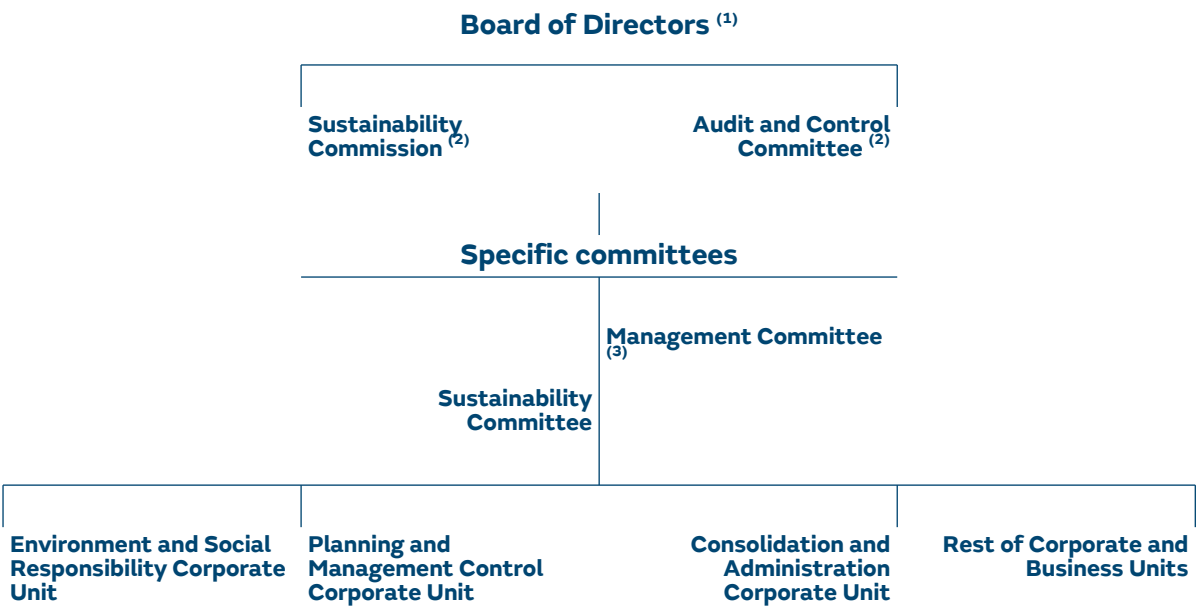 Board of Directors (1)
Sustainability
Commission (2)
Audit and Control
Committee (2)
Specific committees
Management Committee
(3)
Sustainability
Committee
Environment and Social
Responsibility Corporate
Unit
Planning and
Management Control
Corporate Unit
Consolidation and
Administration
Corporate Unit
Rest of Corporate and
Business Units